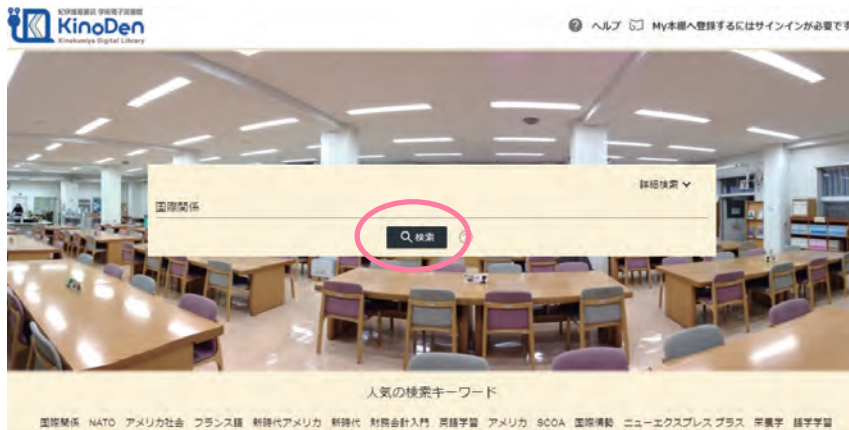 紀伊國屋書店 学術電子図書館
KinoDen
Kinokuniya Digital Library
ヘルプ My本棚へ登録するにはサインインが必要です
詳細検索
国際関係
検索
人気の検索キーワード
国際関係 NATO アメリカ社会 フランス語 新時代アメリカ 新時代 財務会計入門 英語学習 アメリカ SCOA 国際情勢 ニューエクスプレス プラス 栄養学 語学学習